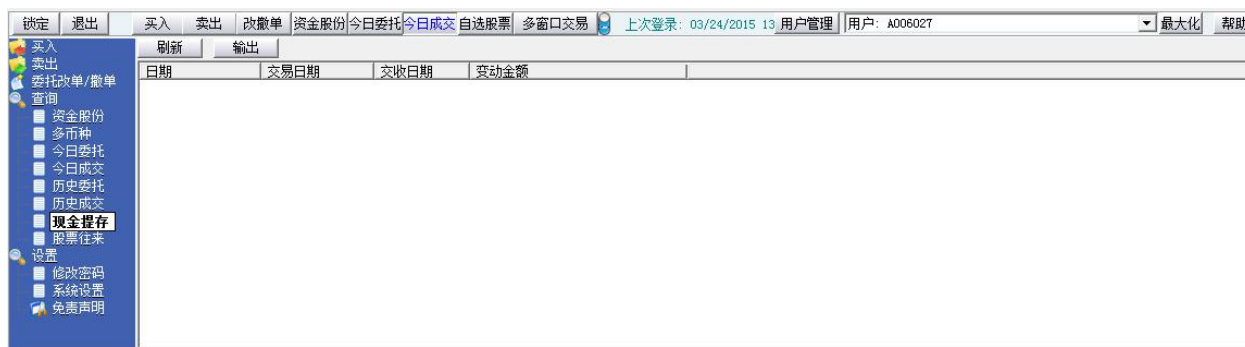 锁定 退出 买入 卖出 改撤单 资金股份 今日委托 今日成交 自选股票 多窗口交易 上次登录: 03/24/2015 13 用户管理 用户: A006027 最大化 帮助
买入 刷新 输出
卖出
日期 交易日期 交收日期 变动金额
委托改单/撤单
查询
资金股份
多币种
今日委托
今日成交
历史委托
历史成交
现金提存
股票往来
设置
修改密码
系统设置
免责声明